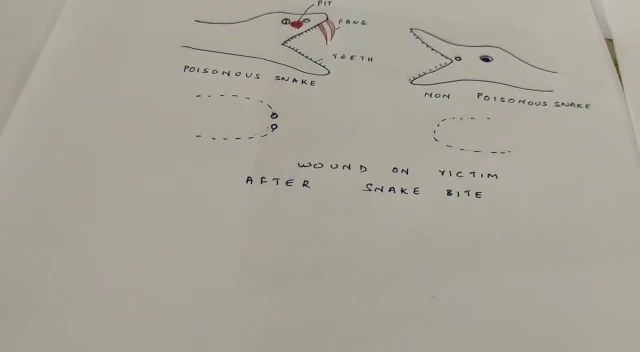 PIT
FANG
TEETH
POISONOUS SNAKE
NON POISONOUS SNAKE
WOUND ON VICTIM
AFTER SNAKE BITE